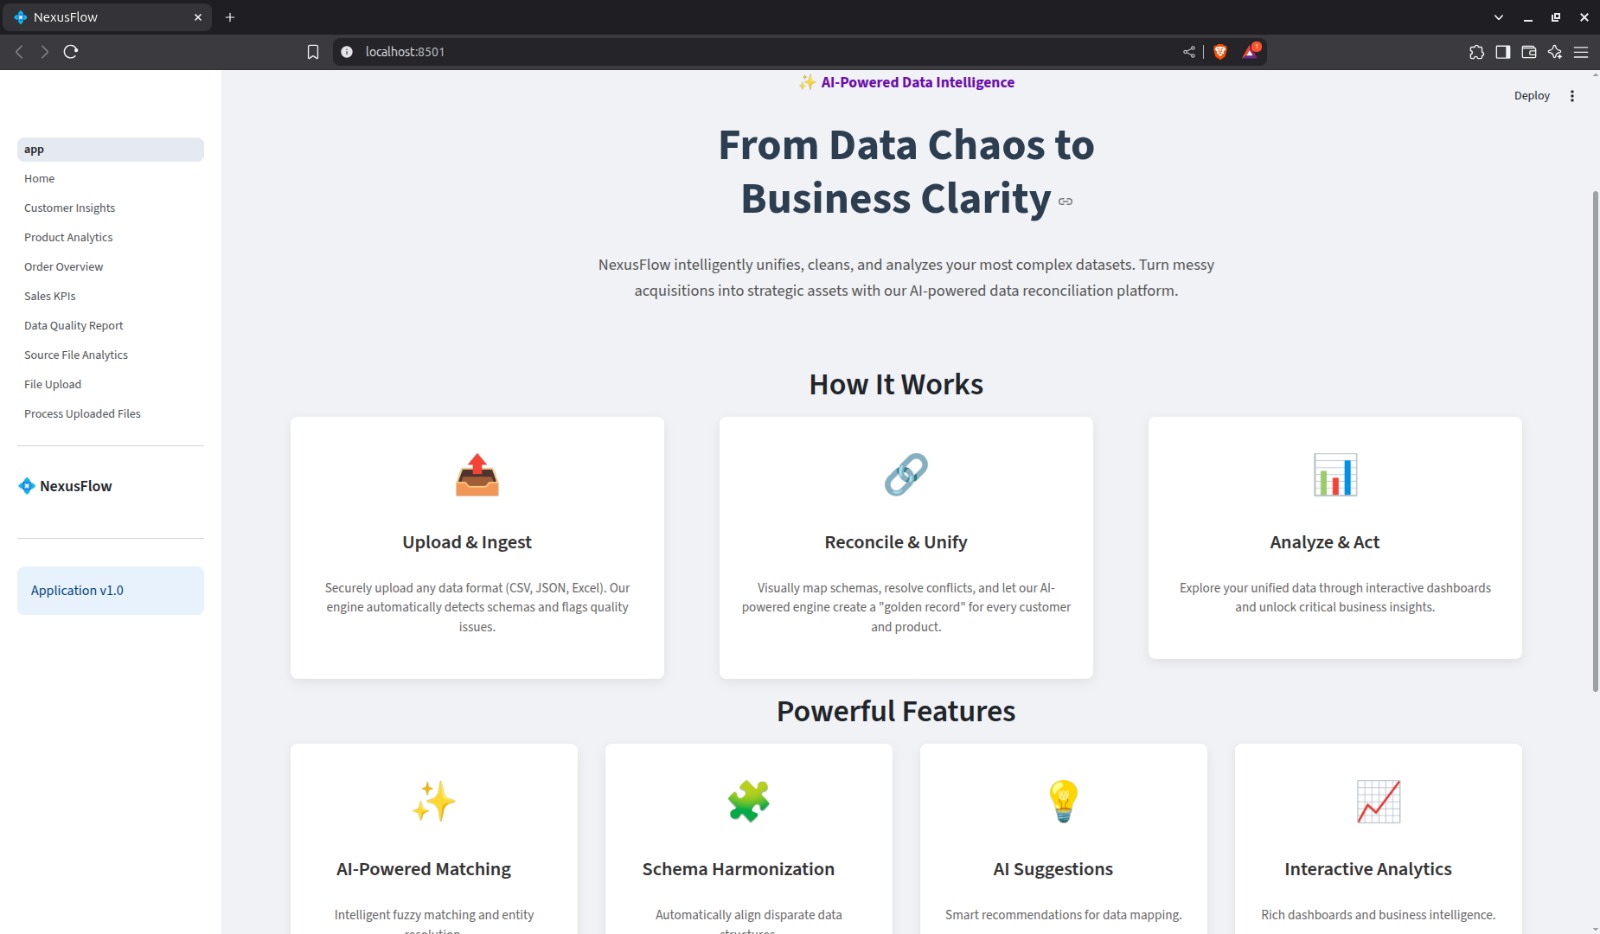 NexusFlow
localhost:8501
1
Deploy
app
Home
Customer Insights
Product Analytics
Order Overview
Sales KPIs
Data Quality Report
Source File Analytics
File Upload
Process Uploaded Files
NexusFlow
Application v1.0
✨ AI-Powered Data Intelligence
From Data Chaos to
Business Clarity
NexusFlow intelligently unifies, cleans, and analyzes your most complex datasets. Turn messy
acquisitions into strategic assets with our AI-powered data reconciliation platform.
How It Works
Upload & Ingest
Securely upload any data format (CSV, JSON, Excel). Our
engine automatically detects schemas and flags quality
issues.
Reconcile & Unify
Visually map schemas, resolve conflicts, and let our AI-
powered engine create a "golden record" for every customer
and product.
Analyze & Act
Explore your unified data through interactive dashboards
and unlock critical business insights.
Powerful Features
AI-Powered Matching
Intelligent fuzzy matching and entity
resolution.
Schema Harmonization
Automatically align disparate data
structures.
AI Suggestions
Smart recommendations for data mapping.
Interactive Analytics
Rich dashboards and business intelligence.